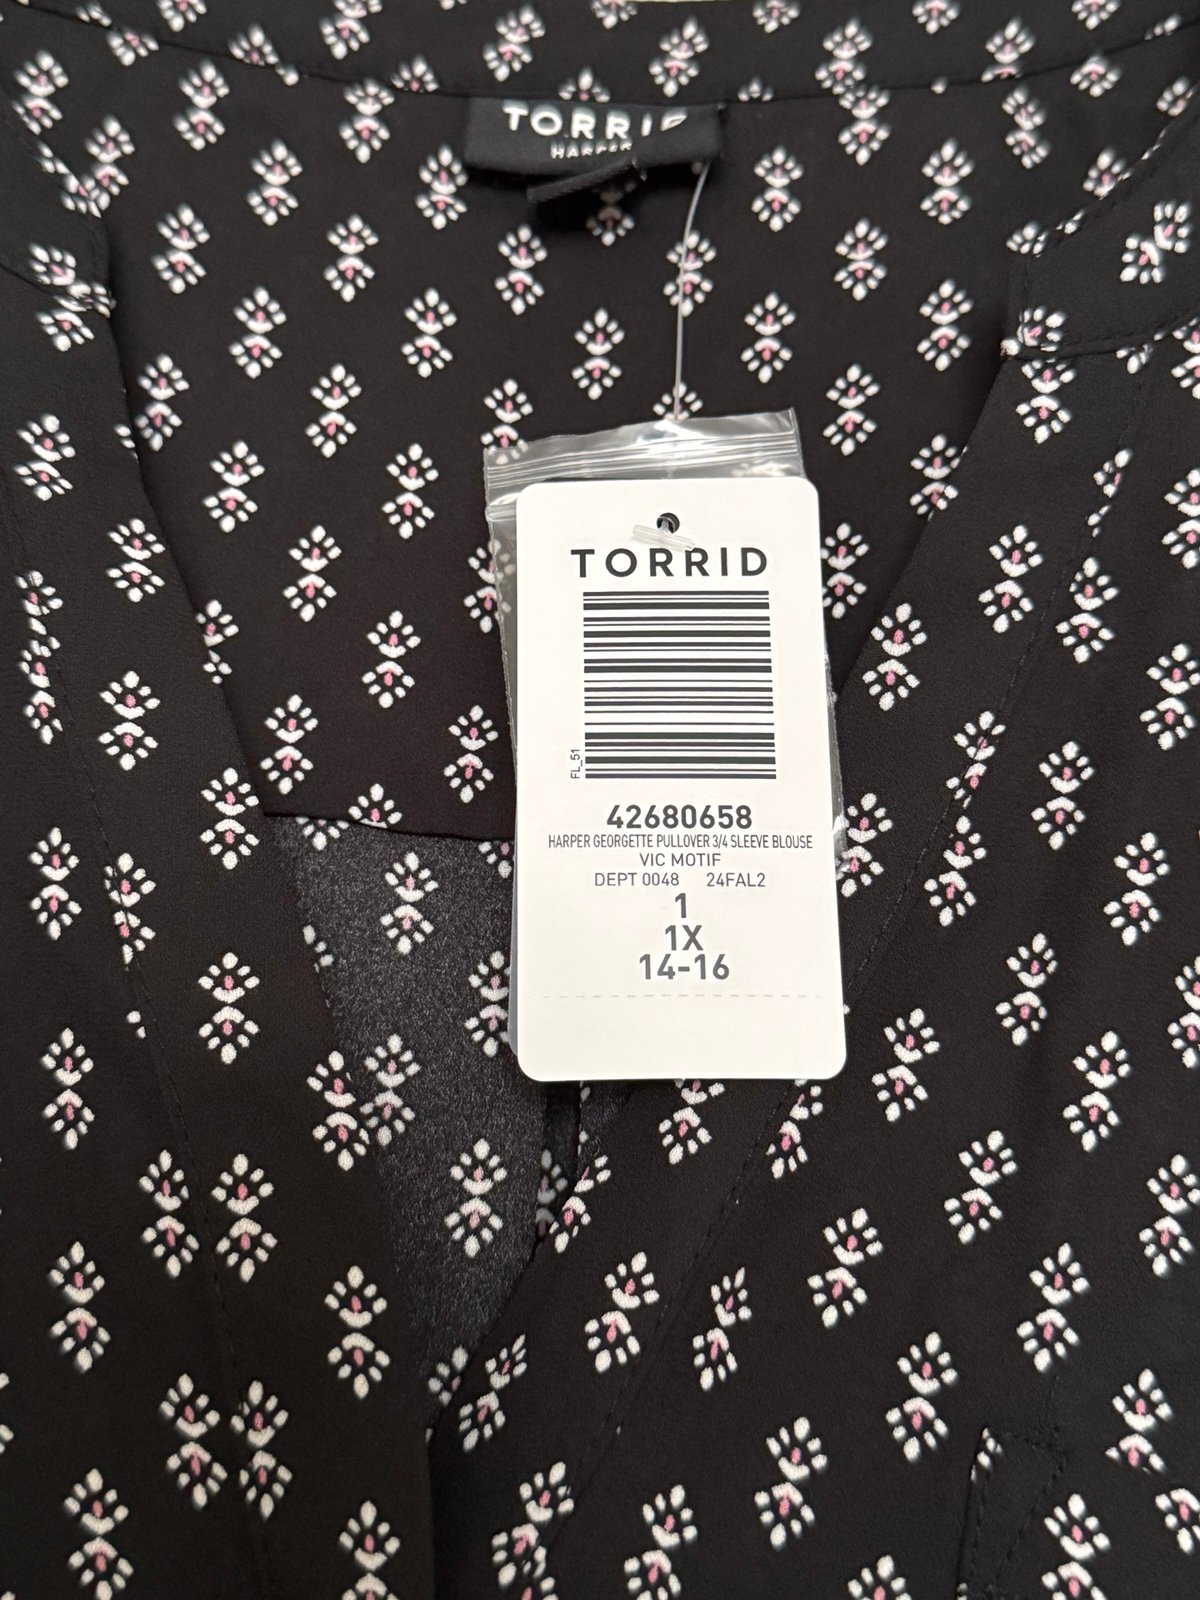 TORRID
HARPER
TORRID
FL_51
42680658
HARPER GEORGETTE PULLOVER 3/4 SLEEVE BLOUSE
VIC MOTIF
DEPT 0048 24FAL2
1
1X
14-16